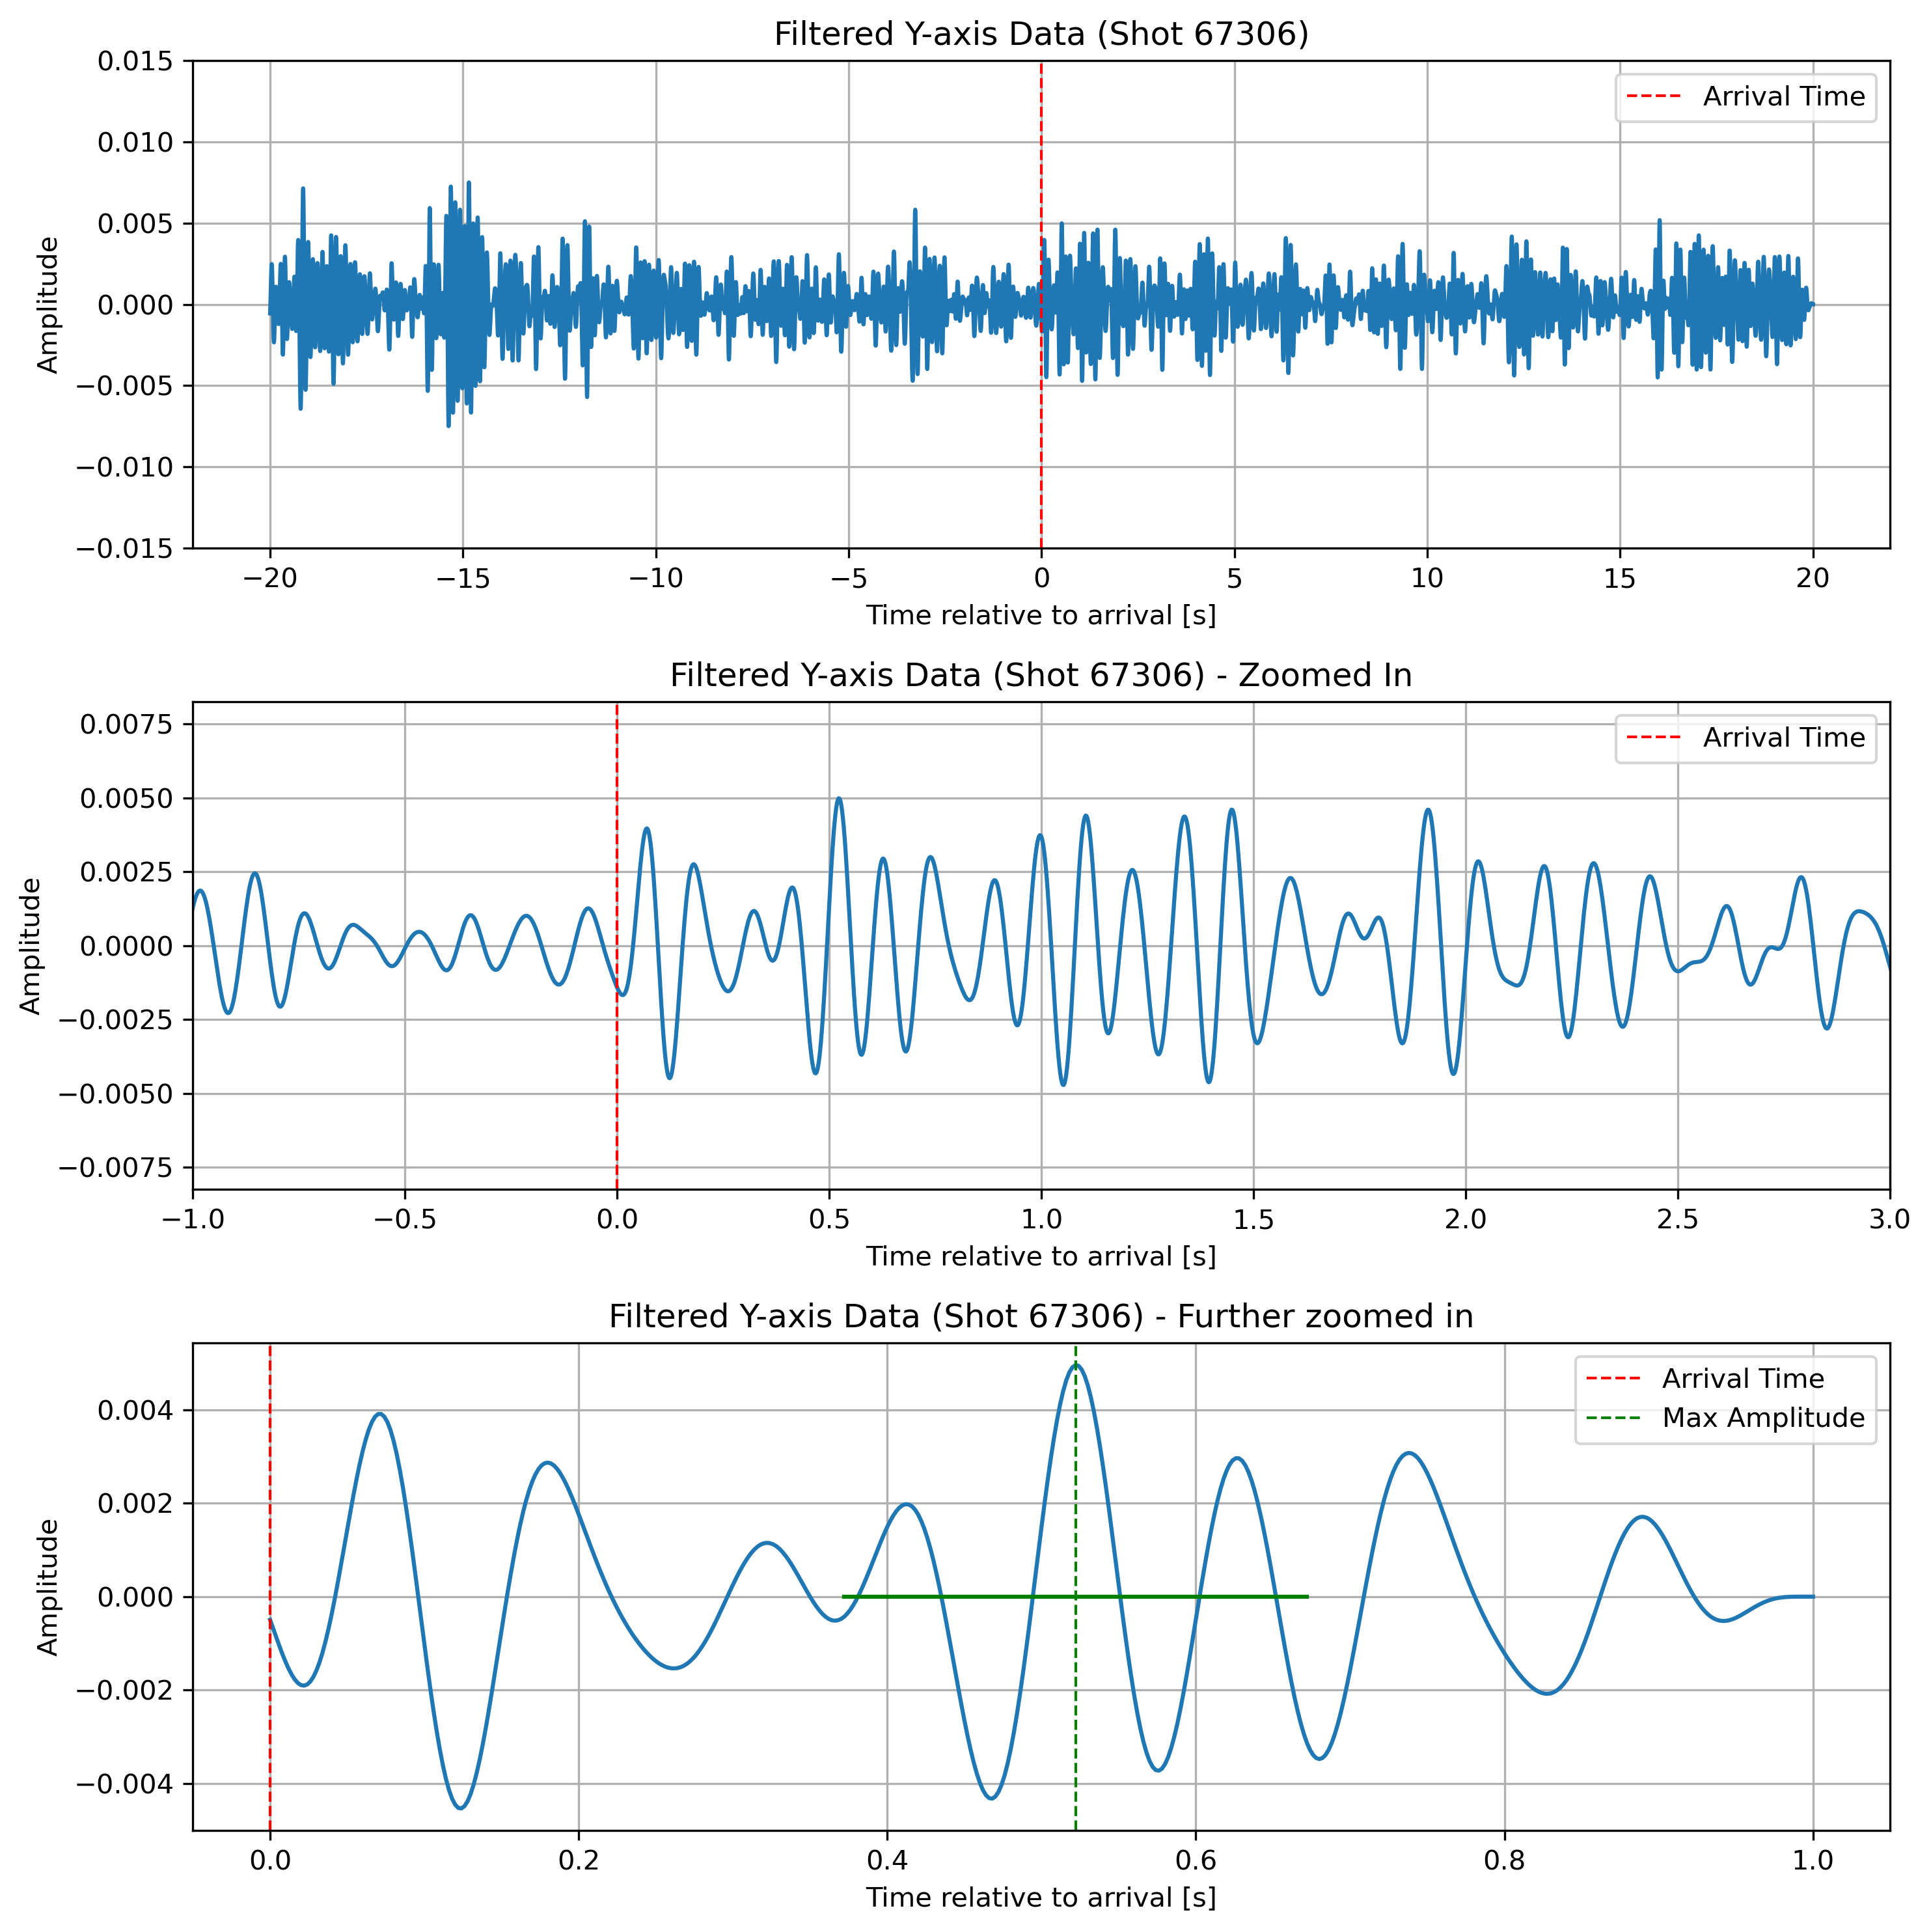 Filtered Y-axis Data (Shot 67306)
0.015
0.010
0.005
0.000
−0.005
−0.010
−0.015
Amplitude
Arrival Time
−20 −15 −10 −5 0 5 10 15 20
Time relative to arrival [s]
Filtered Y-axis Data (Shot 67306) - Zoomed In
0.0075
0.0050
0.0025
0.0000
−0.0025
−0.0050
−0.0075
Amplitude
Arrival Time
−1.0 −0.5 0.0 0.5 1.0 1.5 2.0 2.5 3.0
Time relative to arrival [s]
Filtered Y-axis Data (Shot 67306) - Further zoomed in
0.004
0.002
0.000
−0.002
−0.004
Amplitude
Arrival Time
Max Amplitude
0.0 0.2 0.4 0.6 0.8 1.0
Time relative to arrival [s]